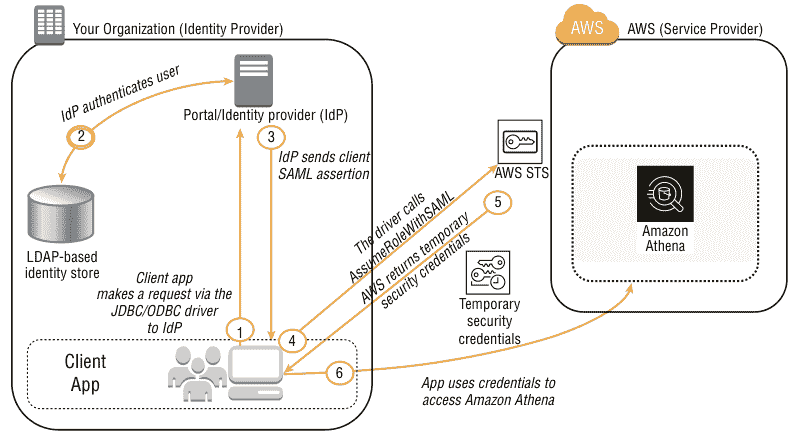 Your Organization (Identity Provider)
AWS
AWS (Service Provider)
IdP authenticates user
Portal/Identity provider (IdP)
2
3
IdP sends client
SAML assertion
LDAP-based
identity store
AWS STS
5
The driver calls
AssumeRoleWithSAML
AWS returns temporary
security credentials
Amazon
Athena
Client app
makes a request via the
JDBC/ODBC driver
to IdP
1
4
Temporary
security
credentials
Client
App
6
App uses credentials to
access Amazon Athena